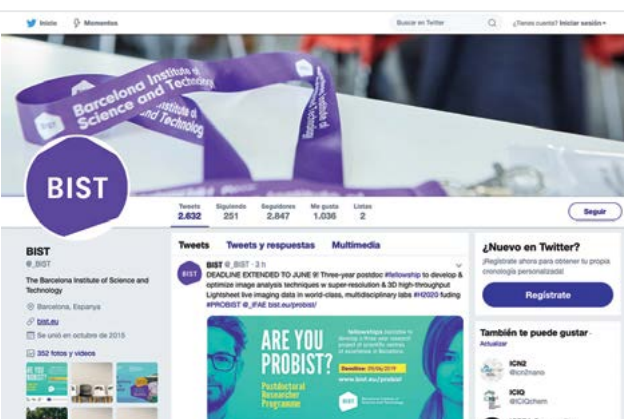 Inicio Momentos Buscar en Twitter ¿Tienes cuenta? Iniciar sesión
Barcelona Institute of
Science and Technology
BIST
Tweets Siguiendo Seguidores Me gusta Listas
2.632 251 2.847 1.036 2
Seguir
BIST
@_BIST
The Barcelona Institute of Science and
Technology
Barcelona, Espanya
bist.eu
Se unió en octubre de 2015
352 fotos y videos
Tweets Tweets y respuestas Multimedia
BIST @_BIST · 3 h
DEADLINE EXTENDED TO JUNE 9! Three-year postdoc #fellowship to develop &
optimize image analysis techniques w super-resolution & 3D high-throughput
Lightsheet live imaging data in world-class, multidisciplinary labs #H2020 fuding
#PROBIST @_IFAE bist.eu/probist/
ARE YOU
PROBIST?
Postdoctoral
Researcher
Programme
fellowships
Deadline: 09/06/2019
www.bist.eu/probist
BIST
¿Nuevo en Twitter?
¡Regístrate ahora para obtener tu propia
cronología personalizada!
Regístrate
También te puede gustar ·
Actualizar
ICN2
@icn2nano
ICIQ
@ICIQchem